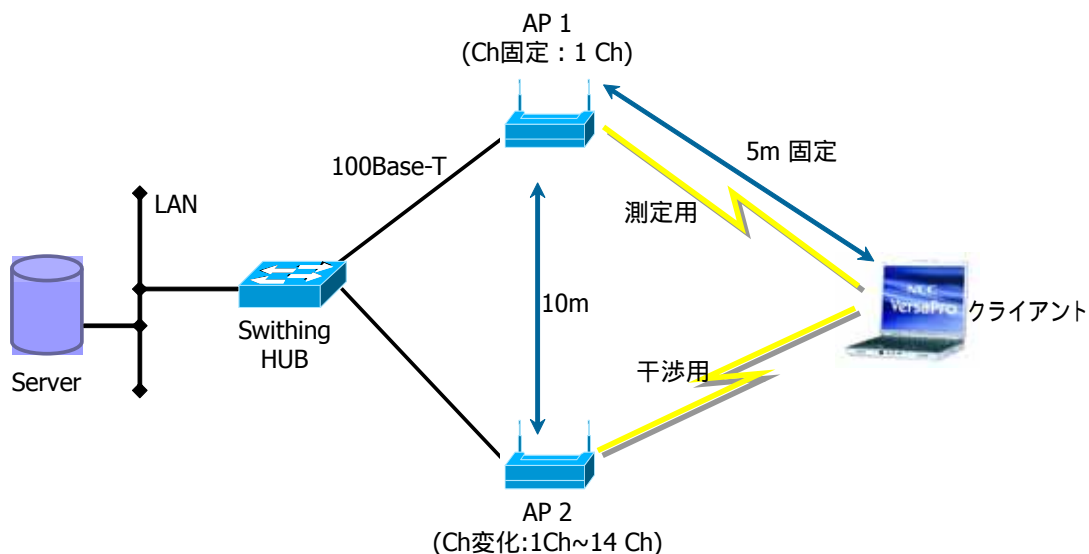 AP 1
(Ch固定：1 Ch)
100Base-T
5m 固定
LAN
測定用
10m
NEC
VersaPro
クライアント
Swithing
HUB
Server
干渉用
AP 2
(Ch変化:1Ch~14 Ch)